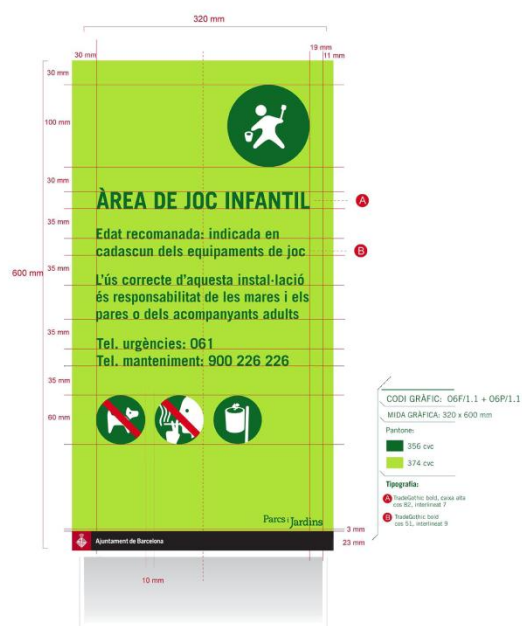 320 mm
30 mm
19 mm
11 mm
30 mm
100 mm
30 mm
ÀREA DE JOC INFANTIL
A
35 mm
Edat recomanada: indicada en
cadascun dels equipaments de joc
B
600 mm
35 mm
L'ús correcte d'aquesta instal·lació
és responsabilitat de les mares i els
pares o dels acompanyants adults
35 mm
Tel. urgències: 061
Tel. manteniment: 900 226 226
35 mm
60 mm
CODI GRÀFIC: 06F/1.1 + 06P/1.1
MIDA GRÀFICA: 320 x 600 mm
Pantone:
356 cvc
374 cvc
Tipografia:
A TradeGothic bold, caixa alta
cos 82, interlineat 7
B TradeGothic bold
cos 51, interlineat 9
Parcs i Jardins
3 mm
Ajuntament de Barcelona
23 mm
10 mm